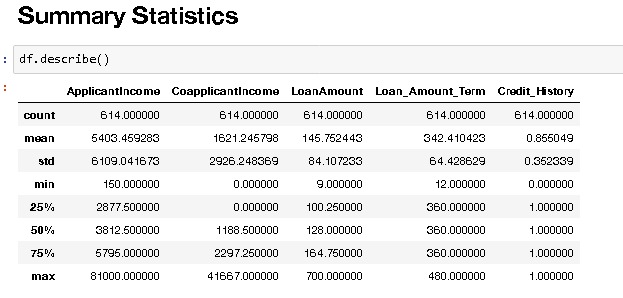 Summary Statistics
: df.describe()
:
ApplicantIncome CoapplicantIncome LoanAmount Loan_Amount_Term Credit_History
count 614.000000 614.000000 614.000000 614.000000 614.000000
mean 5403.459283 1621.245798 145.752443 342.410423 0.855049
std 6109.041673 2926.248369 84.107233 64.428629 0.352339
min 150.000000 0.000000 9.000000 12.000000 0.000000
25% 2877.500000 0.000000 100.250000 360.000000 1.000000
50% 3812.500000 1188.500000 128.000000 360.000000 1.000000
75% 5795.000000 2297.250000 164.750000 360.000000 1.000000
max 81000.000000 41667.000000 700.000000 480.000000 1.000000